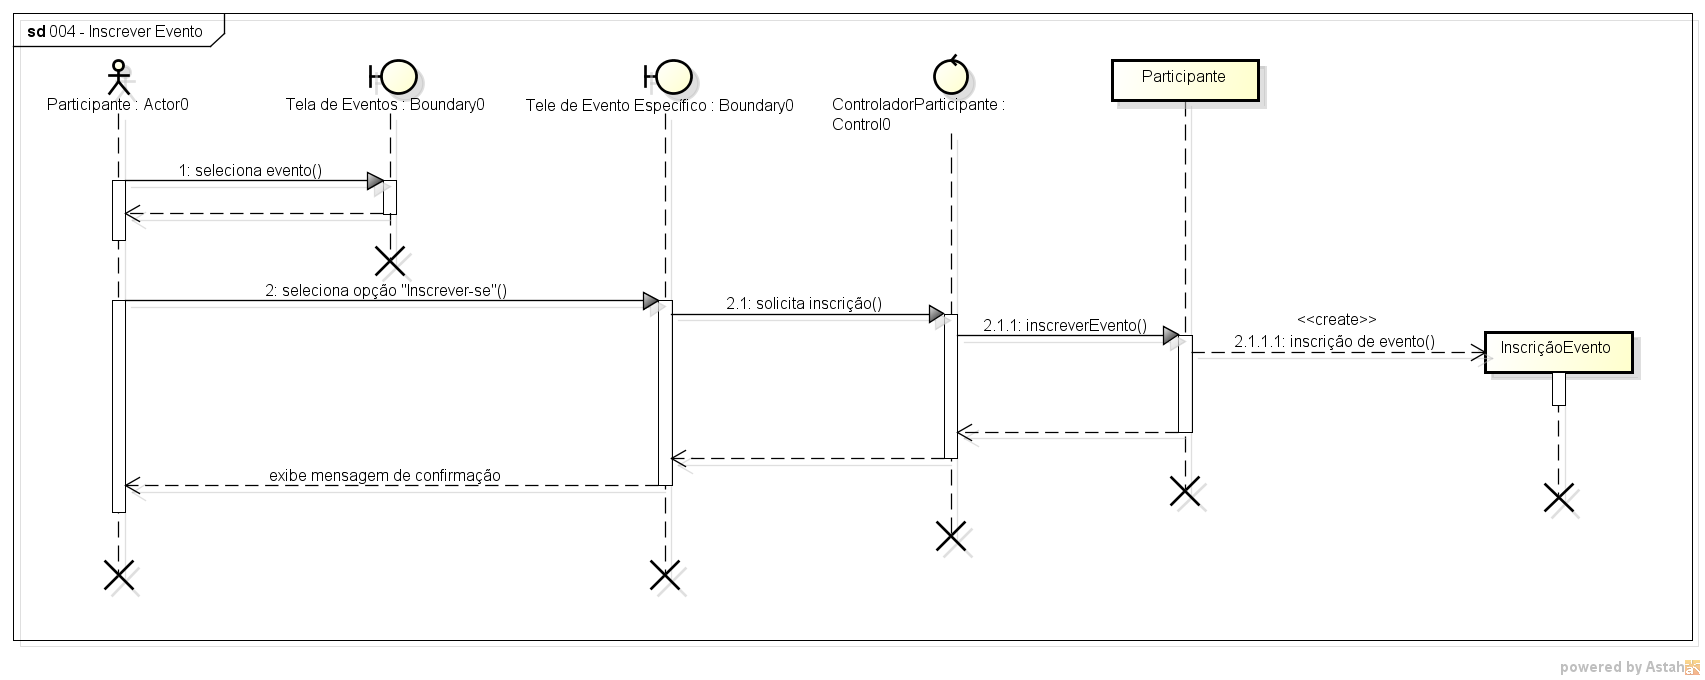 sd 004 - Inscrever Evento
Participante : Actor0
Tela de Eventos : Boundary0
Tele de Evento Específico : Boundary0
ControladorParticipante :
Control0
Participante
1: seleciona evento()
2: seleciona opção "Inscrever-se"()
2.1: solicita inscrição()
2.1.1: inscreverEvento()
<<create>>
2.1.1.1: inscrição de evento()
InscriçãoEvento
exibe mensagem de confirmação
powered by Astah